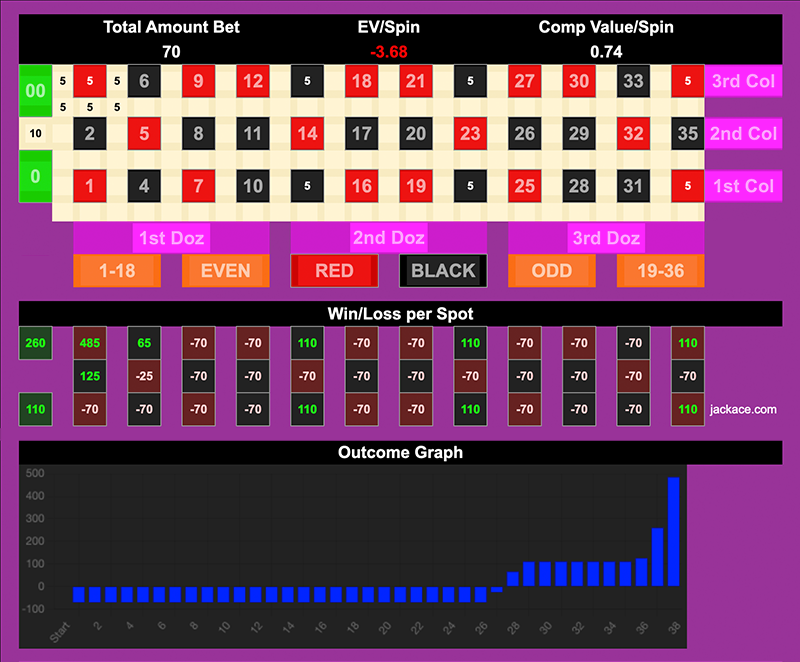 Total Amount Bet EV/Spin Comp Value/Spin
70 -3.68 0.74
00 5 5 5 6 9 12 5 18 21 5 27 30 33 5 3rd Col
5 5 5
10 2 5 8 11 14 17 20 23 26 29 32 35 2nd Col
0 1 4 7 10 5 16 19 5 25 28 31 5 1st Col
1st Doz 2nd Doz 3rd Doz
1-18 EVEN RED BLACK ODD 19-36
Win/Loss per Spot
260 485 65 -70 -70 110 -70 -70 110 -70 -70 -70 110
125 -25 -70 -70 -70 -70 -70 -70 -70 -70 -70 -70
110 -70 -70 -70 -70 110 -70 -70 110 -70 -70 -70 110 jackace.com
Outcome Graph
500
400
300
200
100
0
-100
Start 2 4 6 8 10 12 14 16 18 20 22 24 26 28 30 32 34 36 38